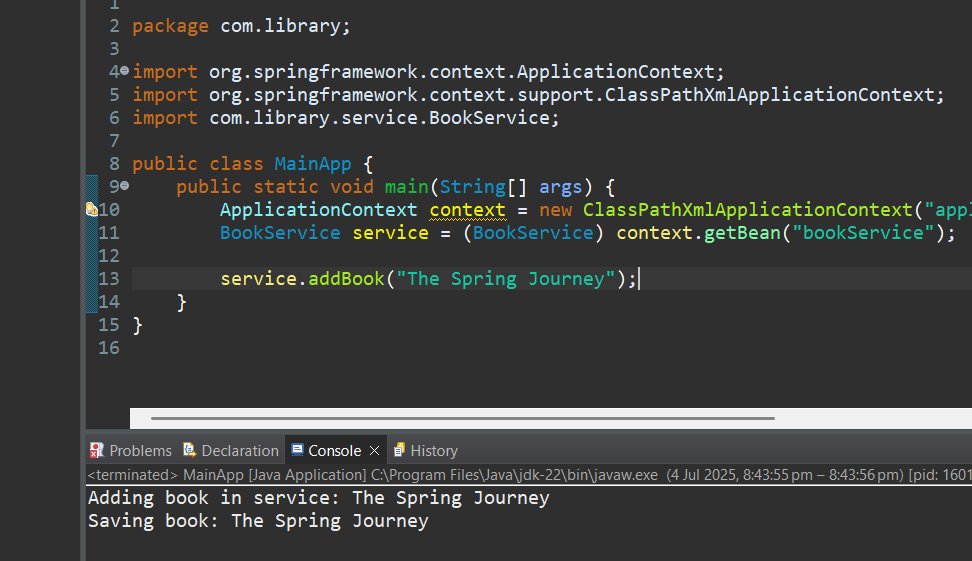 1
2 package com.library;
3
4 import org.springframework.context.ApplicationContext;
5 import org.springframework.context.support.ClassPathXmlApplicationContext;
6 import com.library.service.BookService;
7
8 public class MainApp {
9     public static void main(String[] args) {
10         ApplicationContext context = new ClassPathXmlApplicationContext("appl
11         BookService service = (BookService) context.getBean("bookService");
12
13         service.addBook("The Spring Journey");
14     }
15 }
16
Problems Declaration Console History
<terminated> MainApp [Java Application] C:\Program Files\Java\jdk-22\bin\javaw.exe (4 Jul 2025, 8:43:55 pm – 8:43:56 pm) [pid: 1601
Adding book in service: The Spring Journey
Saving book: The Spring Journey